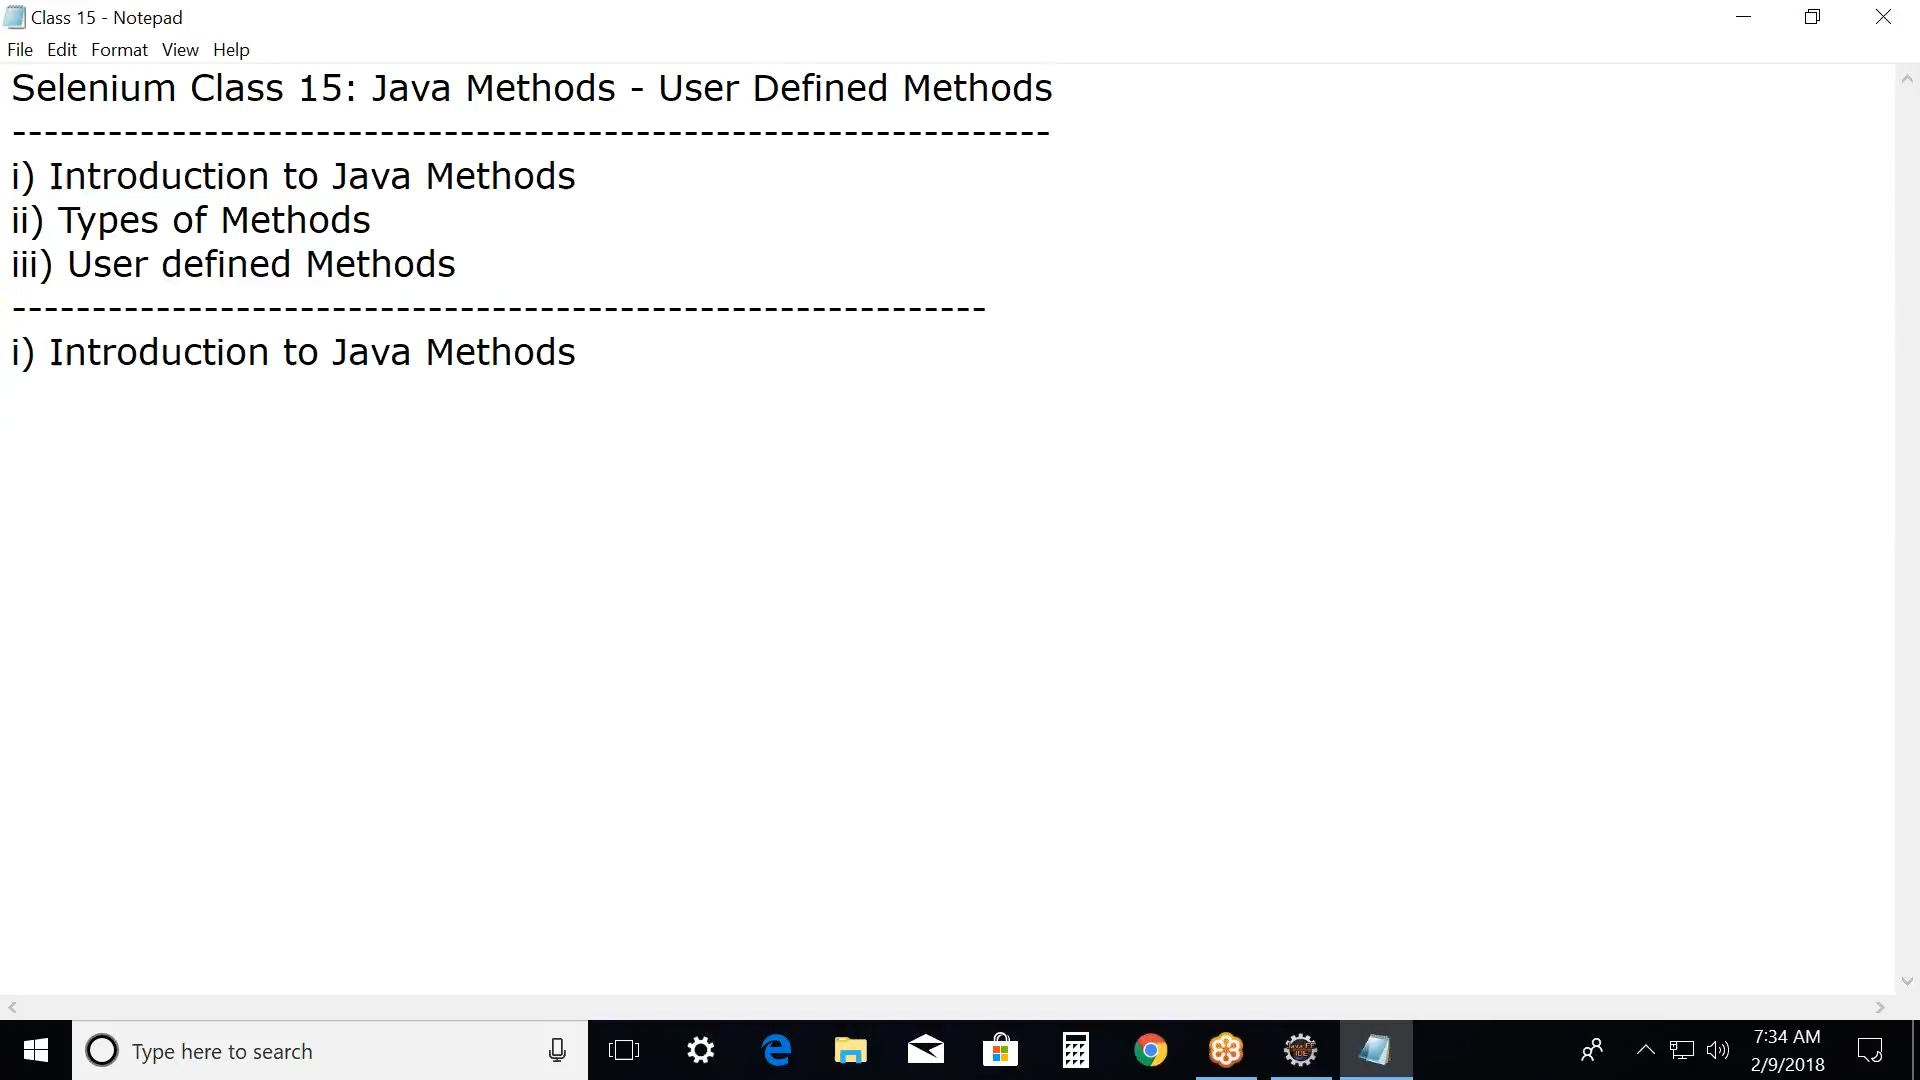 Class 15 - Notepad
File Edit Format View Help
Selenium Class 15: Java Methods - User Defined Methods
-----------------------------------------------------------------
i) Introduction to Java Methods
ii) Types of Methods
iii) User defined Methods
-------------------------------------------------------------
i) Introduction to Java Methods
Type here to search
7:34 AM
2/9/2018